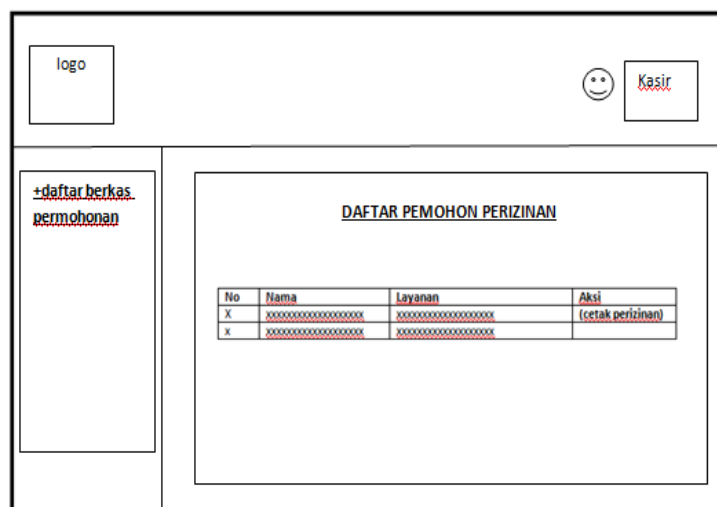 logo
Kasir
+daftar berkas
permohonan
DAFTAR PEMOHON PERIZINAN
No Nama Layanan Aksi
X xxxxxxxxxxxxxxxxxxx xxxxxxxxxxxxxxxxxxx (cetak perizinan)
x xxxxxxxxxxxxxxxxxxx xxxxxxxxxxxxxxxxxxx